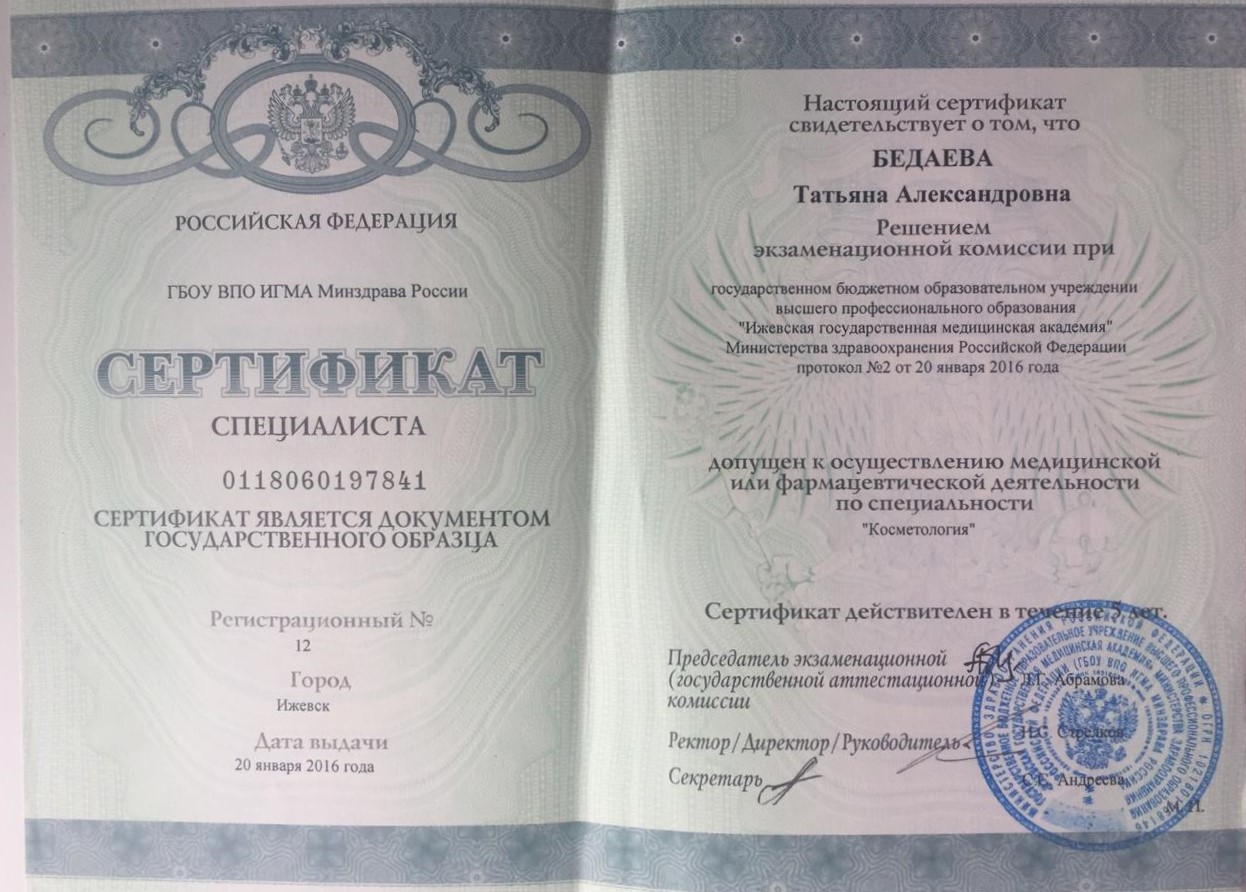 РОССИЙСКАЯ ФЕДЕРАЦИЯ
ГБОУ ВПО ИГМА Минздрава России
СЕРТИФИКАТ
СПЕЦИАЛИСТА
0118060197841
СЕРТИФИКАТ ЯВЛЯЕТСЯ ДОКУМЕНТОМ
ГОСУДАРСТВЕННОГО ОБРАЗЦА
Регистрационный №
12
Город
Ижевск
Дата выдачи
20 января 2016 года
Настоящий сертификат
свидетельствует о том, что
БЕДАЕВА
Татьяна Александровна
Решением
экзаменационной комиссии при
государственном бюджетном образовательном учреждении
высшего профессионального образования
"Ижевская государственная медицинская академия"
Министерства здравоохранения Российской Федерации
протокол №2 от 20 января 2016 года
допущен к осуществлению медицинской
или фармацевтической деятельности
по специальности
"Косметология"
Сертификат действителен в течение 5 лет.
Председатель экзаменационной
(государственной аттестационной)
комиссии
Л.Г. Абрамова
Ректор/Директор/Руководитель
Н.С. Стрелков
Секретарь
С.Е. Андреева
М. П.